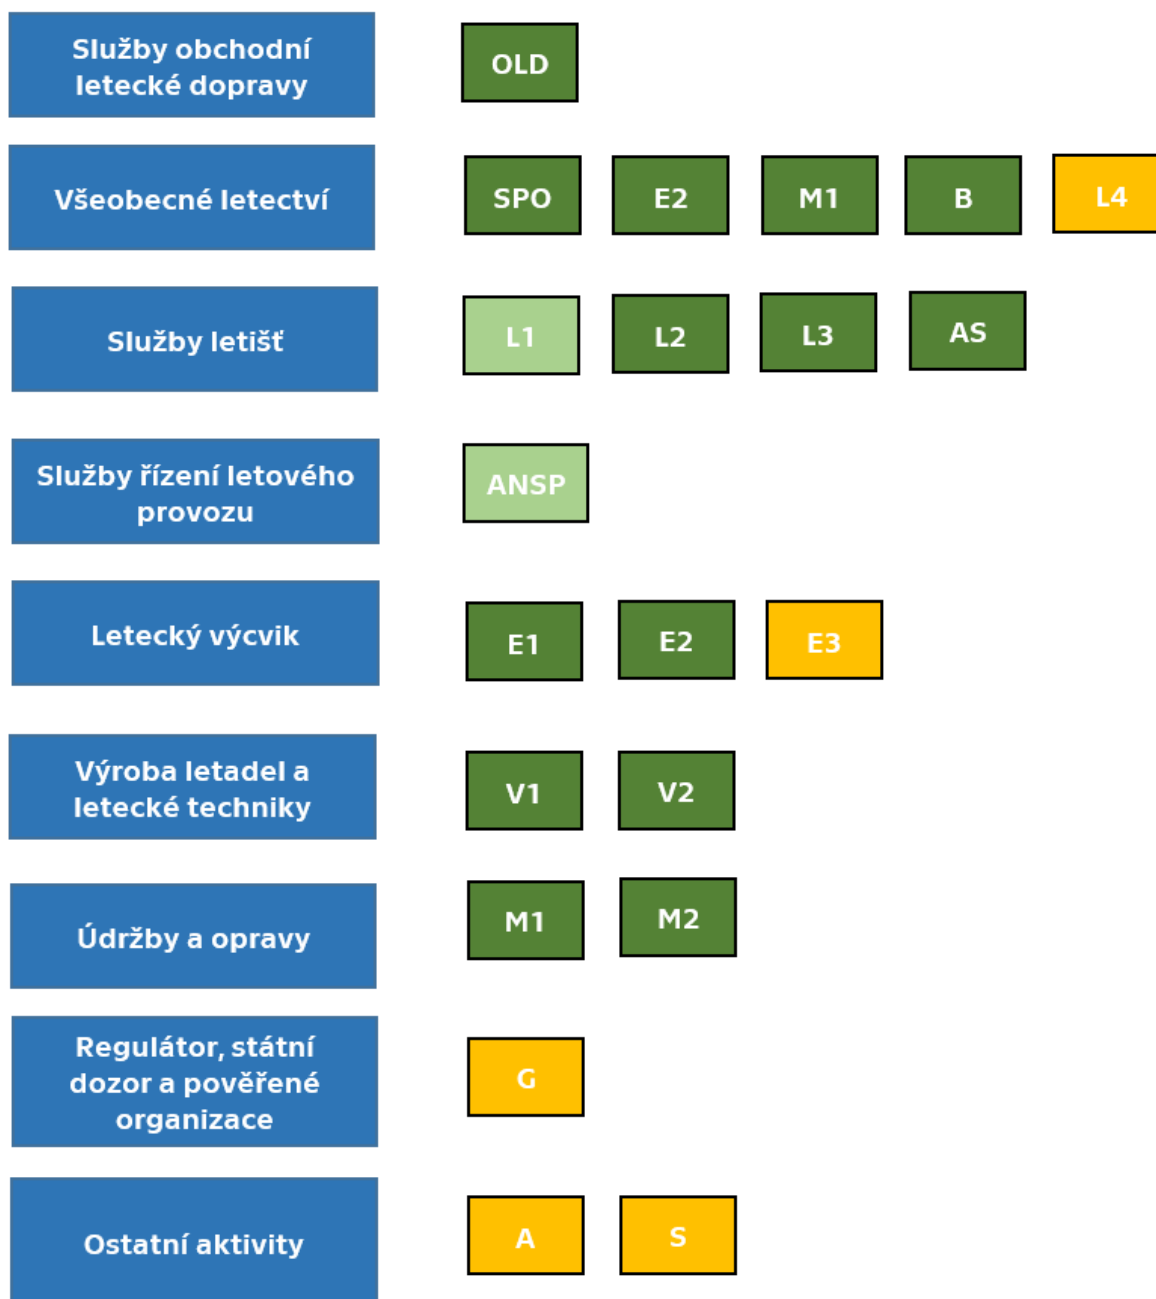 Služby obchodní
letecké dopravy
OLD
Všeobecné letectví
SPO
E2
M1
B
L4
Služby letišť
L1
L2
L3
AS
Služby řízení letového
provozu
ANSP
Letecký výcvik
E1
E2
E3
Výroba letadel a
letecké techniky
V1
V2
Údržby a opravy
M1
M2
Regulátor, státní
dozor a pověřené
organizace
G
Ostatní aktivity
A
S